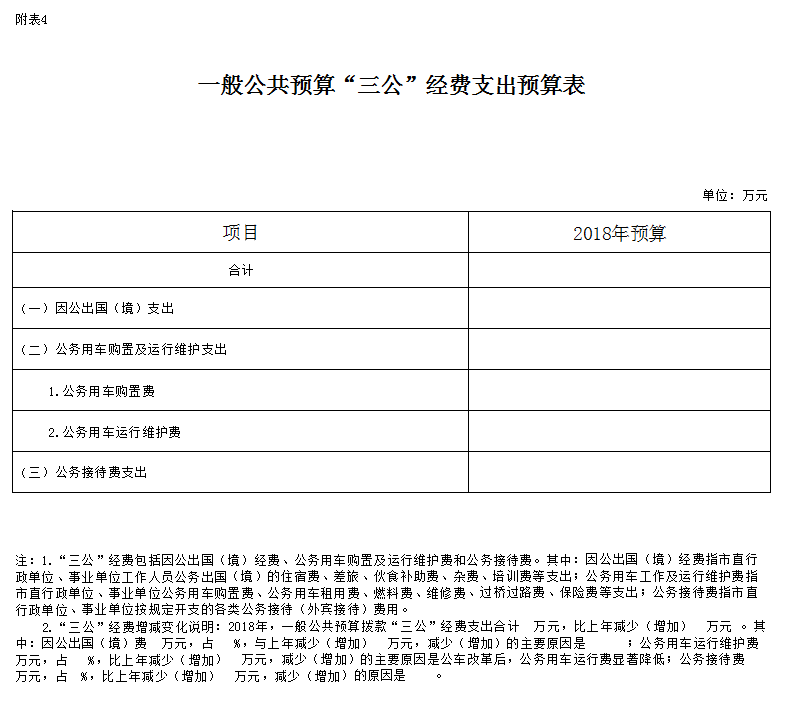 附表4
一般公共预算“三公”经费支出预算表
单位：万元
项目 2018年预算
合计
（一）因公出国（境）支出
（二）公务用车购置及运行维护支出
1.公务用车购置费
2.公务用车运行维护费
（三）公务接待费支出
注：1.“三公”经费包括因公出国（境）经费、公务用车购置及运行维护费和公务接待费。其中：因公出国（境）经费指市直行
政单位、事业单位工作人员公务出国（境）的住宿费、差旅、伙食补助费、杂费、培训费等支出；公务用车工作及运行维护费指
市直行政单位、事业单位公务用车购置费、公务用车租用费、燃料费、维修费、过桥过路费、保险费等支出；公务接待费指市直
行政单位、事业单位按规定开支的各类公务接待（外宾接待）费用。
2.“三公”经费增减变化说明：2018年，一般公共预算拨款“三公”经费支出合计 万元，比上年减少（增加） 万元 。其
中：因公出国（境）费 万元，占 %，与上年减少（增加） 万元，减少（增加）的主要原因是 ；公务用车运行维护费
万元，占 %，比上年减少（增加） 万元，减少（增加）的主要原因是公车改革后，公务用车运行费显著降低；公务接待费
万元，占 %，比上年减少（增加） 万元，减少（增加）的原因是 。